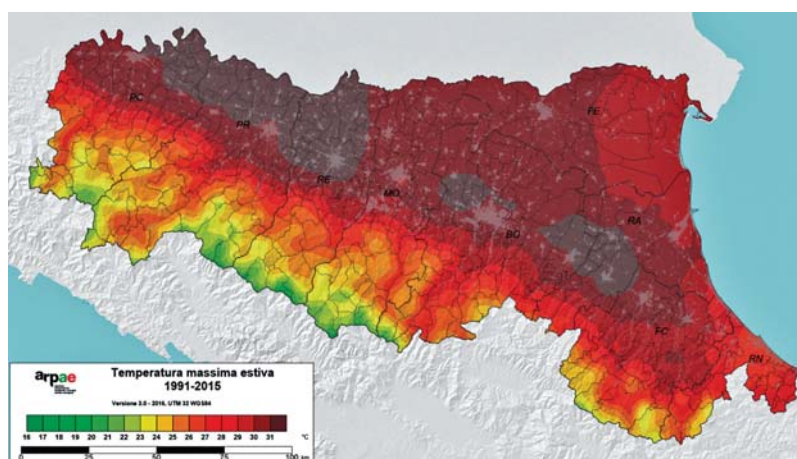 PC
PR
RE
MO
BO
FE
RA
FC
RN
arpae
Temperatura massima estiva
1991-2015
Versione 3.0 - 2016, UTM 32 WGS84
16 17 18 19 20 21 22 23 24 25 26 27 28 29 30 31 °C
0 25 50 75 100 km